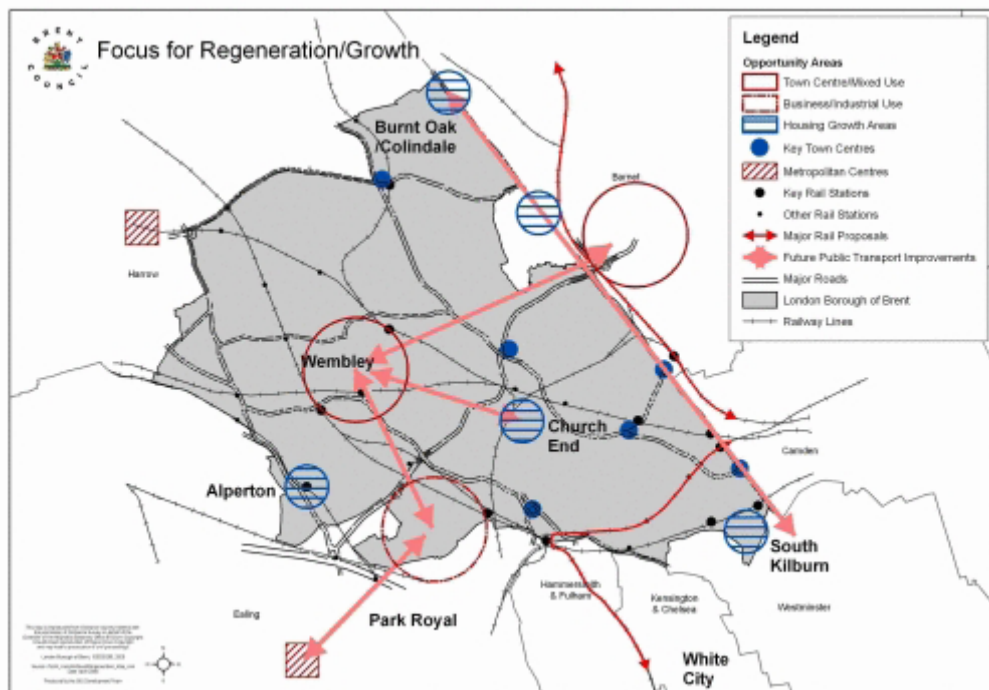 BRENT
COUNCIL
Focus for Regeneration/Growth
Legend
Opportunity Areas
Town Centre/Mixed Use
Business/Industrial Use
Housing Growth Areas
Key Town Centres
Metropolitan Centres
Key Rail Stations
Other Rail Stations
Major Rail Proposals
Future Public Transport Improvements
Major Roads
London Borough of Brent
Railway Lines
Burnt Oak
/Colindale
Barnet
Harrow
Wembley
Church
End
Alperton
Camden
South
Kilburn
Park Royal
Ealing
Hammersmith
& Fulham
Kensington
& Chelsea
Westminster
White
City